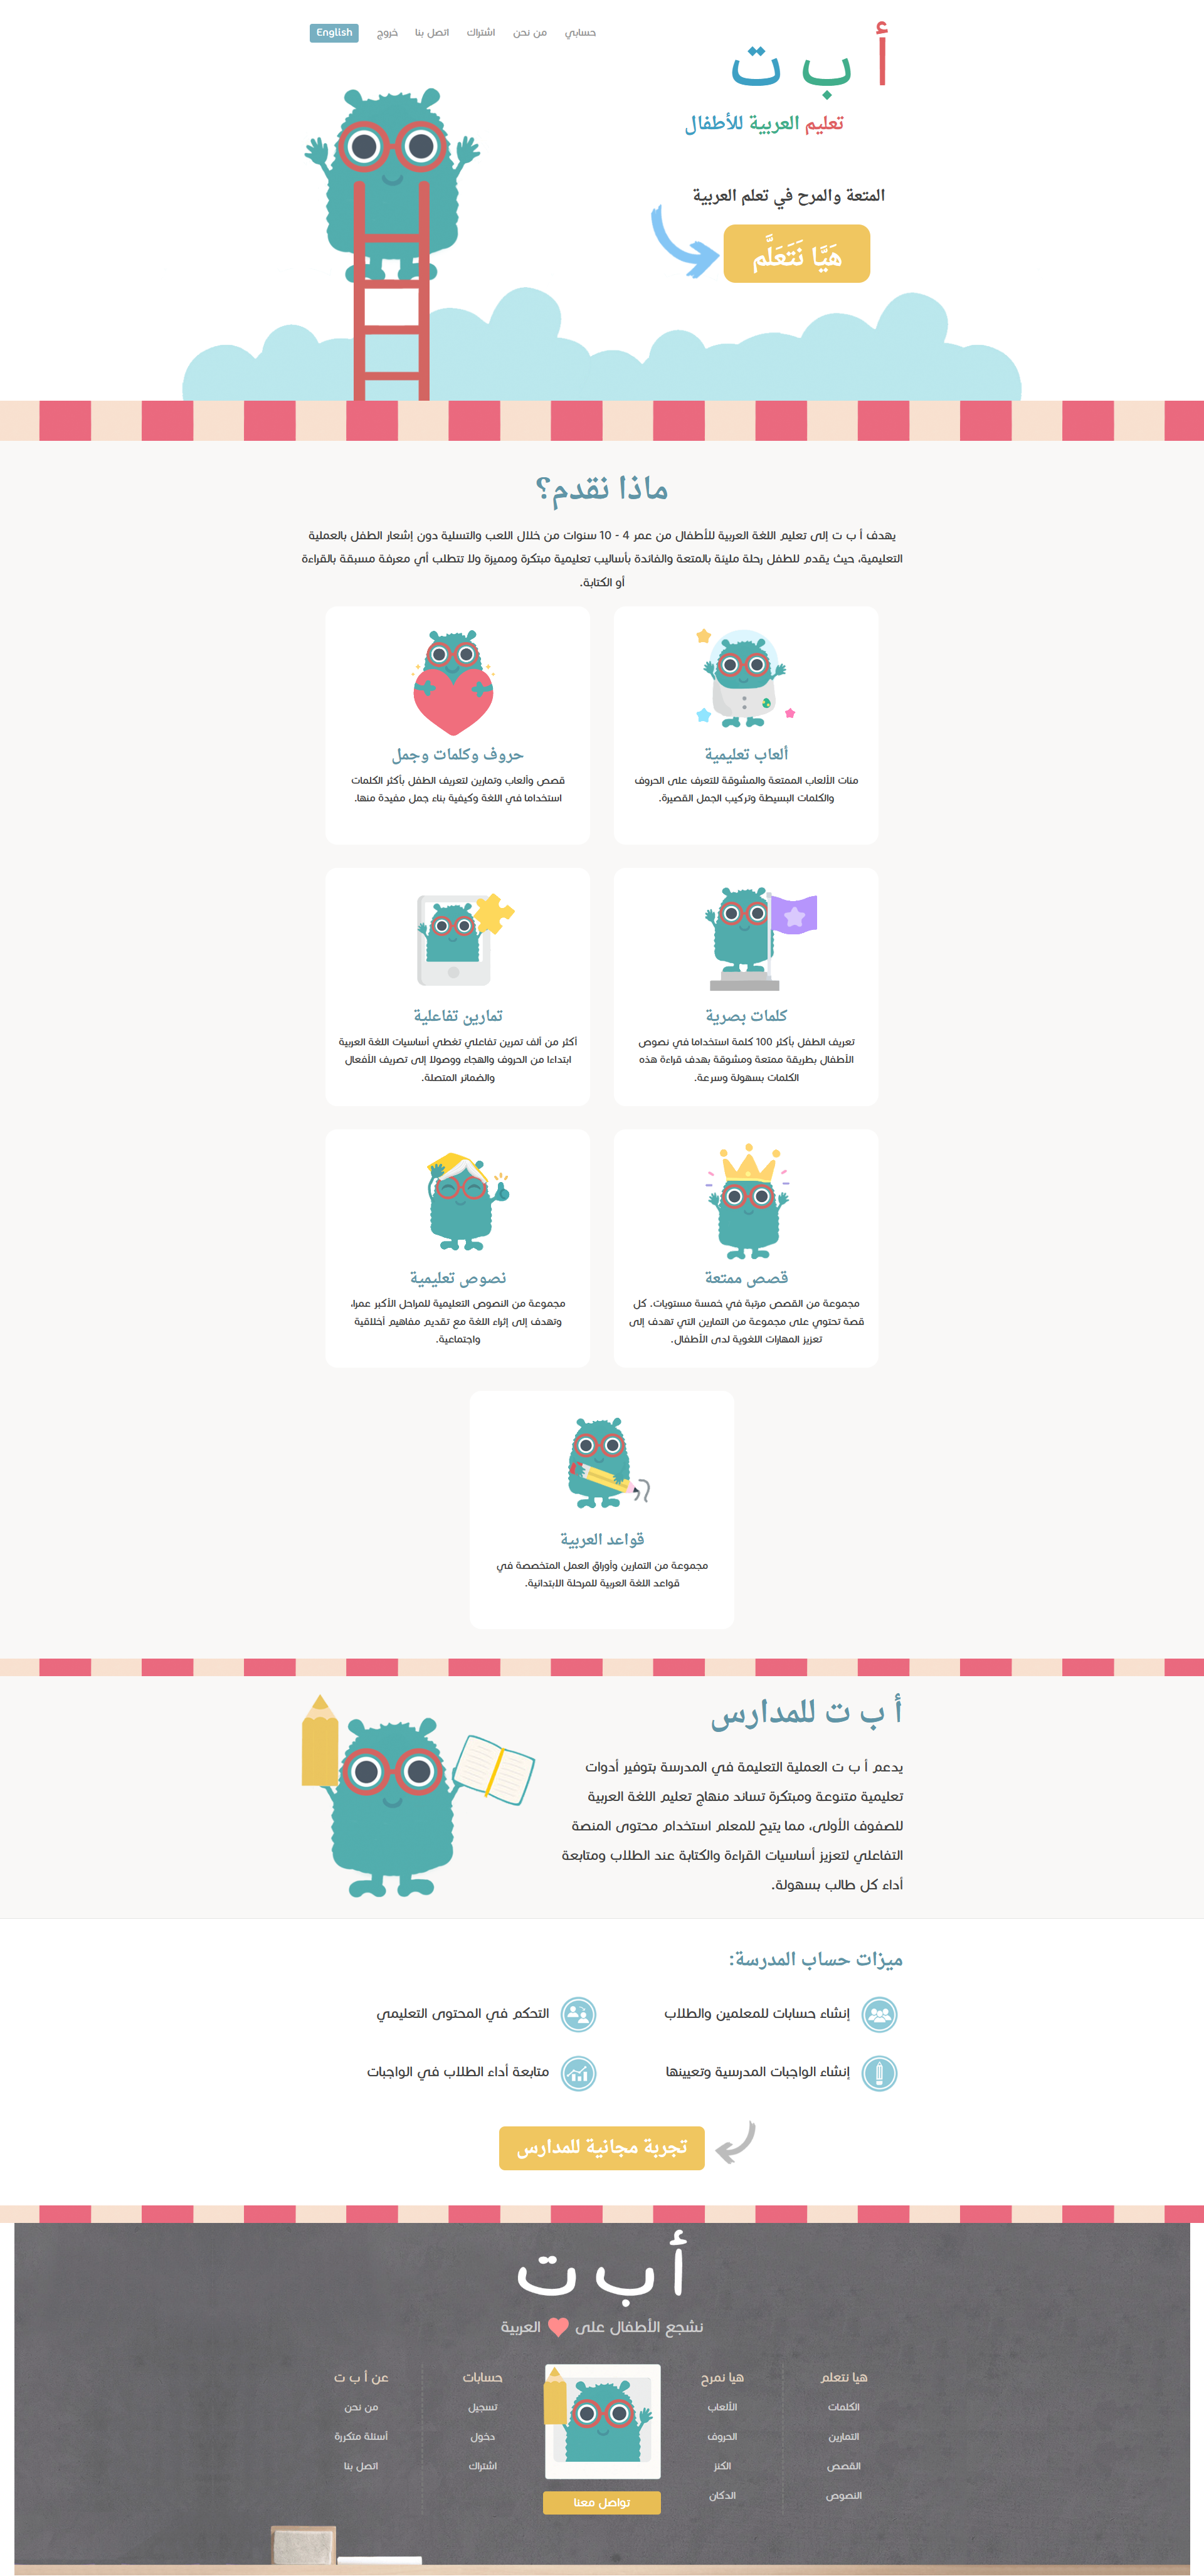 أ ب ت
حسابي
من نحن
اشتراك
اتصل بنا
خروج
English
تعليم العربية للأطفال
المتعة والمرح في تعلم العربية
هَيَّا نَتَعَلَّم
ماذا نقدم؟
يهدف أ ب ت إلى تعليم اللغة العربية للأطفال من عمر 4 - 10 سنوات من خلال اللعب والتسلية دون إشعار الطفل بالعملية
التعليمية، حيث يقدم للطفل رحلة مليئة بالمتعة والفائدة بأساليب تعليمية مبتكرة ومميزة ولا تتطلب أي معرفة مسبقة بالقراءة
أو الكتابة.
ألعاب تعليمية
مئات الألعاب الممتعة والمشوقة للتعرف على الحروف
والكلمات البسيطة وتركيب الجمل القصيرة.
حروف وكلمات وجمل
قصص وألعاب وتمارين لتعريف الطفل بأكثر الكلمات
استخداما في اللغة وكيفية بناء جمل مفيدة منها.
كلمات بصرية
تعريف الطفل بأكثر 100 كلمة استخداما في نصوص
الأطفال بطريقة ممتعة ومشوقة بهدف قراءة هذه
الكلمات بسهولة وسرعة.
تمارين تفاعلية
أكثر من ألف تمرين تفاعلي تغطي أساسيات اللغة العربية
ابتداءا من الحروف والهجاء ووصولا إلى تصريف الأفعال
والضمائر المتصلة.
قصص ممتعة
مجموعة من القصص مرتبة في خمسة مستويات. كل
قصة تحتوي على مجموعة من التمارين التي تهدف إلى
تعزيز المهارات اللغوية لدى الأطفال.
نصوص تعليمية
مجموعة من النصوص التعليمية للمراحل الأكبر عمرا،
وتهدف إلى إثراء اللغة مع تقديم مفاهيم أخلاقية
واجتماعية.
قواعد العربية
مجموعة من التمارين وأوراق العمل المتخصصة في
قواعد اللغة العربية للمرحلة الابتدائية.
أ ب ت للمدارس
يدعم أ ب ت العملية التعليمة في المدرسة بتوفير أدوات
تعليمية متنوعة ومبتكرة تساند منهاج تعليم اللغة العربية
للصفوف الأولى، مما يتيح للمعلم استخدام محتوى المنصة
التفاعلي لتعزيز أساسيات القراءة والكتابة عند الطلاب ومتابعة
أداء كل طالب بسهولة.
ميزات حساب المدرسة:
إنشاء حسابات للمعلمين والطلاب
التحكم في المحتوى التعليمي
إنشاء الواجبات المدرسية وتعيينها
متابعة أداء الطلاب في الواجبات
تجربة مجانية للمدارس
أ ب ت
نشجع الأطفال على العربية
هيا نتعلم
الكلمات
التمارين
القصص
النصوص
هيا نمرح
الألعاب
الحروف
الكنز
الدكان
تواصل معنا
حسابات
تسجيل
دخول
اشتراك
عن أ ب ت
من نحن
أسئلة متكررة
اتصل بنا